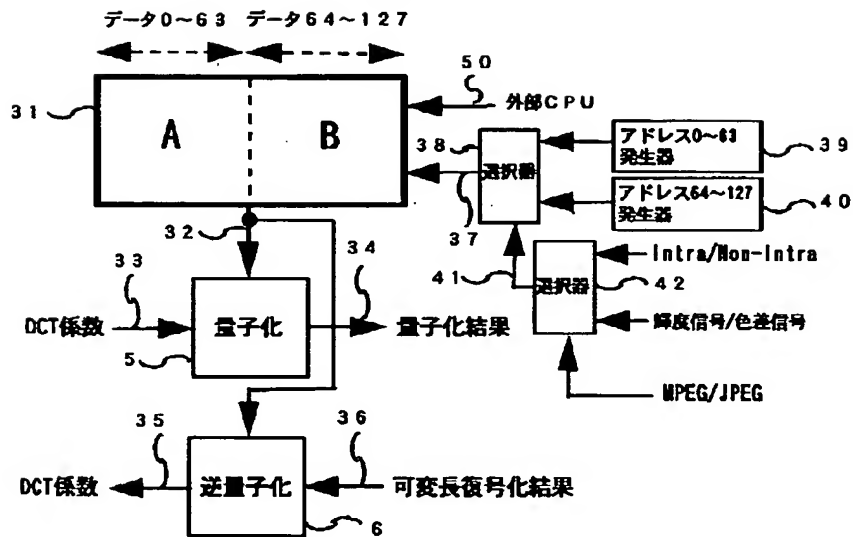 データ0~63 データ64~127
50
31
A
B
外部CPU
38
選択器
アドレス0~63
発生器
39
37
アドレス64~127
発生器
40
32
41
選択器
Intra/Non-Intra
42
輝度信号/色差信号
MPEG/JPEG
33
34
DCT係数
量子化
量子化結果
5
35
36
DCT係数
逆量子化
可変長復号化結果
6